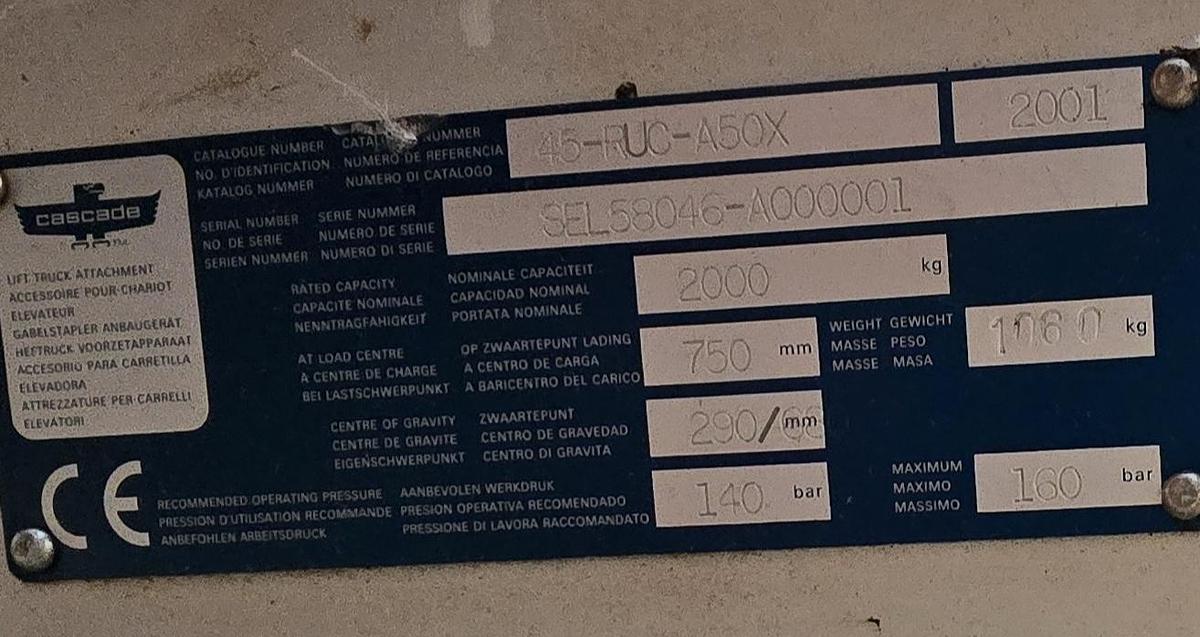 CATALOGUE NUMBER
NO. D'IDENTIFICATION
KATALOG NUMMER
NUMMER
NUMERO DE REFERENCIA
NUMERO DI CATALOGO
45-RUC-A50X
2001
cascade
LIFT TRUCK ATTACHMENT
ACCESSOIRE POUR CHARIOT
ELEVATEUR
GABELSTAPLER ANBAUGERÄT
HEFTRUCK VOORZETAPPARAAT
ACCESORIO PARA CARRETILLA
ELEVADORA
ATTREZZATURE PER CARRELLI
ELEVATORI
SERIAL NUMBER
NO. DE SERIE
SERIEN NUMMER
SERIE NUMMER
NUMERO DE SERIE
NUMERO DI SERIE
SEL58046-A000001
RATED CAPACITY
CAPACITE NOMINALE
NENNTRAGFAHIGKEIT
NOMINALE CAPACITEIT
CAPACIDAD NOMINAL
PORTATA NOMINALE
2000 kg
AT LOAD CENTRE
A CENTRE DE CHARGE
BEI LASTSCHWERPUNKT
OP ZWAARTEPUNT LADING
A CENTRO DE CARGA
A BARICENTRO DEL CARICO
750 mm
WEIGHT GEWICHT
MASSE PESO
MASSE MASA
1060 kg
CENTRE OF GRAVITY
CENTRE DE GRAVITE
EIGENSCHWERPUNKT
ZWAARTEPUNT
CENTRO DE GRAVEDAD
CENTRO DI GRAVITA
290/ mm
CE
RECOMMENDED OPERATING PRESSURE
PRESSION D'UTILISATION RECOMMANDE
ANBEFOHLEN ARBEITSDRUCK
AANBEVOLEN WERKDRUK
PRESION OPERATIVA RECOMENDADO
PRESSIONE DI LAVORA RACCOMANDATO
140 bar
MAXIMUM
MAXIMO
MASSIMO
160 bar